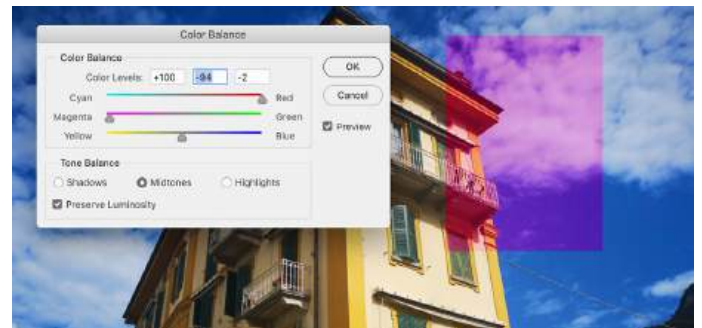 Color Balance
Color Balance
Color Levels: +100 -94 -2
Cyan Red
Magenta Green
Yellow Blue
Tone Balance
Shadows Midtones Highlights
Preserve Luminosity
OK
Cancel
Preview